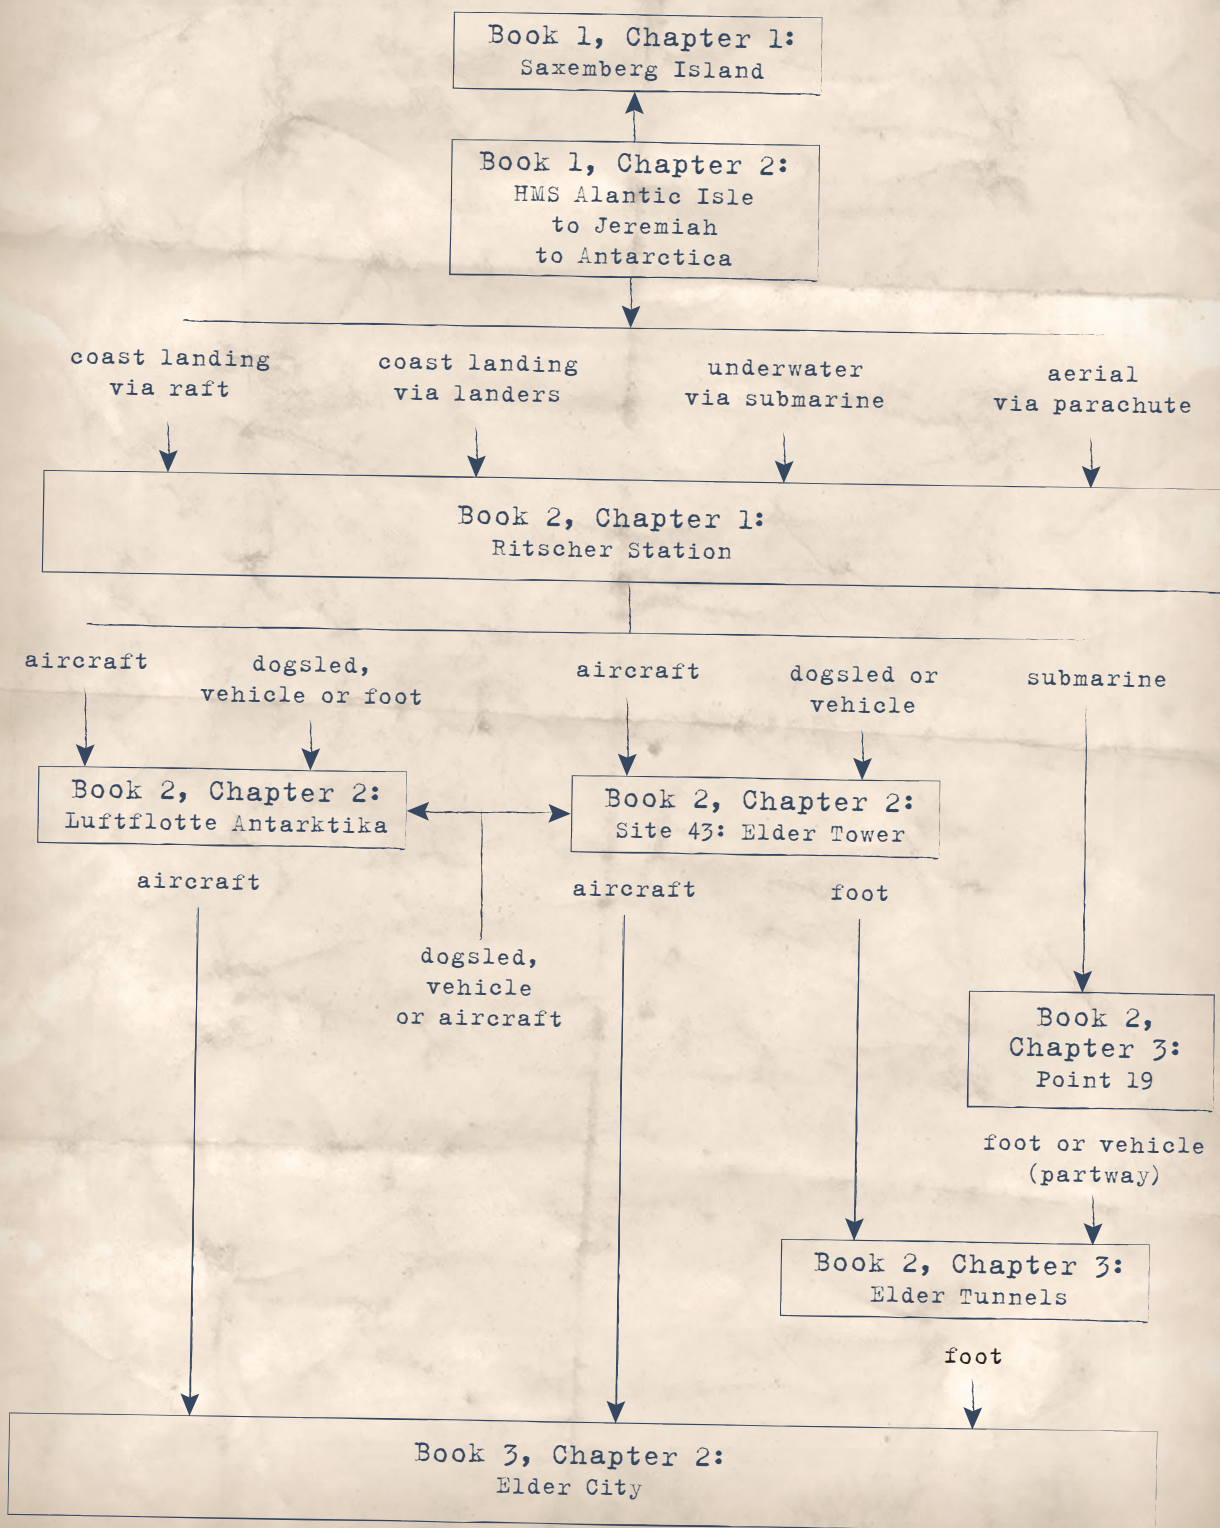 Book 1, Chapter 1:
Saxemberg Island
Book 1, Chapter 2:
HMS Alantic Isle
to Jeremiah
to Antarctica
coast landing
via raft
coast landing
via landers
underwater
via submarine
aerial
via parachute
Book 2, Chapter 1:
Ritscher Station
aircraft
dogsled,
vehicle or foot
aircraft
dogsled or
vehicle
submarine
Book 2, Chapter 2:
Luftflotte Antarktika
Book 2, Chapter 2:
Site 43: Elder Tower
aircraft
dogsled,
vehicle
or aircraft
aircraft
foot
Book 2,
Chapter 3:
Point 19
foot or vehicle
(partway)
Book 2, Chapter 3:
Elder Tunnels
foot
Book 3, Chapter 2:
Elder City